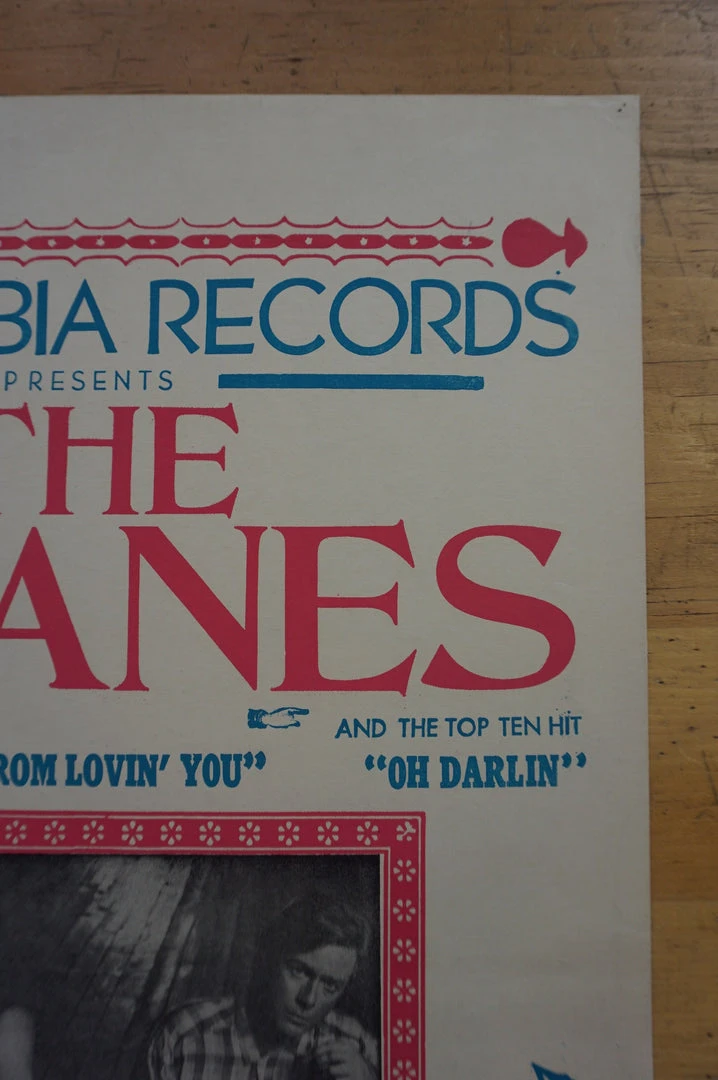 BIA RECORDS
PRESENTS
THE
ANES
AND THE TOP TEN HIT
ROM LOVIN' YOU” “OH DARLIN”